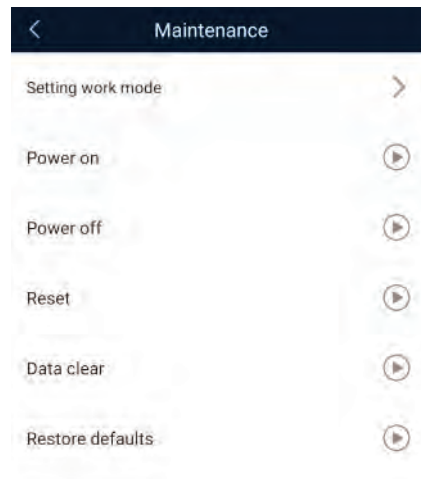 Maintenance
Setting work mode
Power on
Power off
Reset
Data clear
Restore defaults